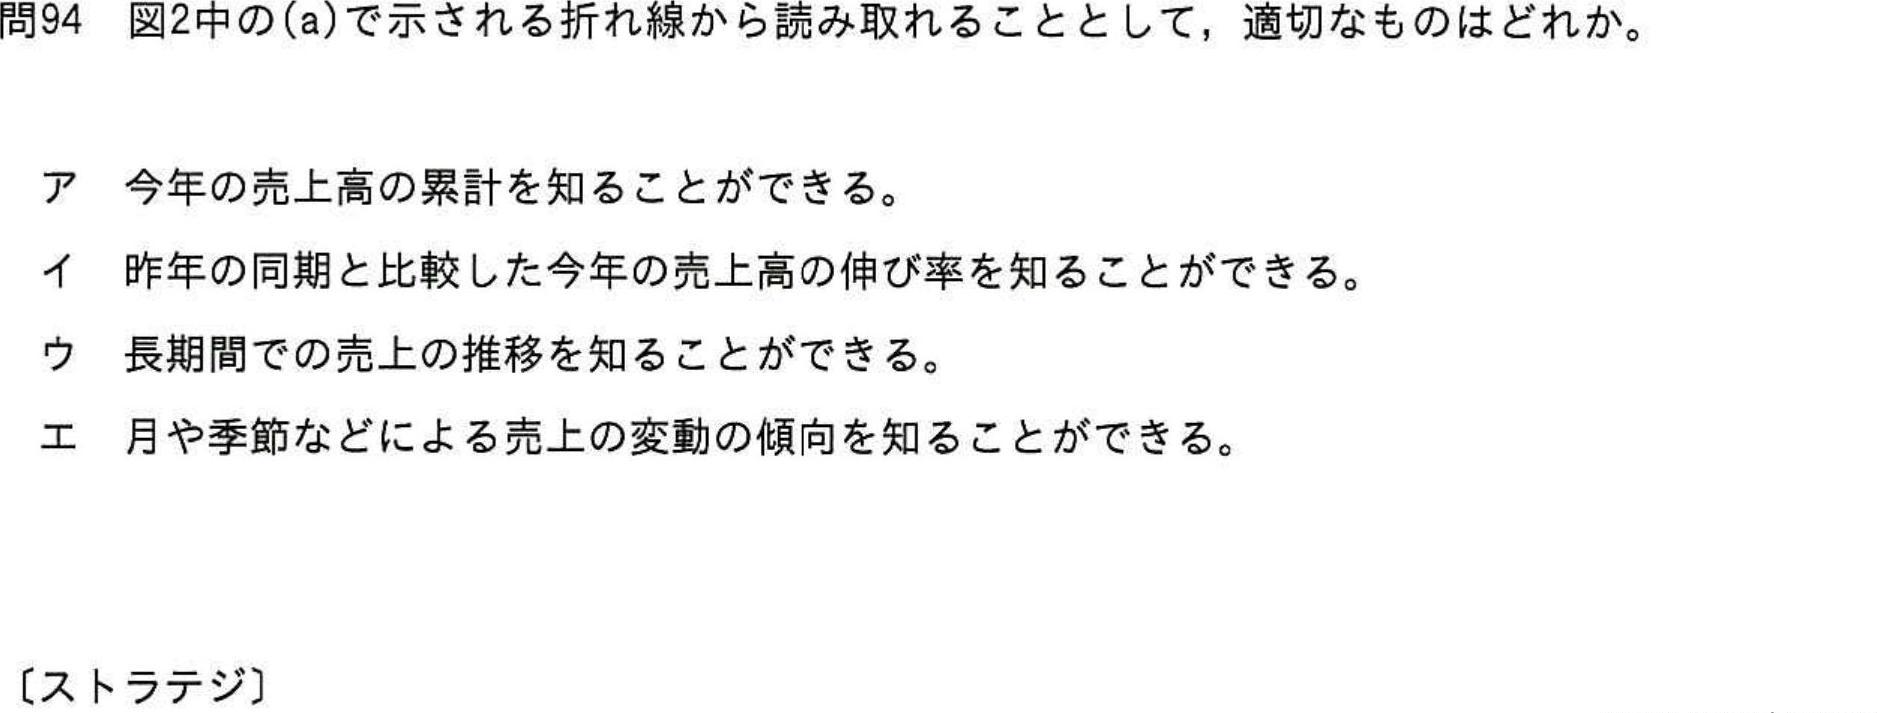 問94　図2中の(a)で示される折れ線から読み取れることとして，適切なものはどれか。
ア　今年の売上高の累計を知ることができる。
イ　昨年の同期と比較した今年の売上高の伸び率を知ることができる。
ウ　長期間での売上の推移を知ることができる。
エ　月や季節などによる売上の変動の傾向を知ることができる。
〔ストラテジ〕